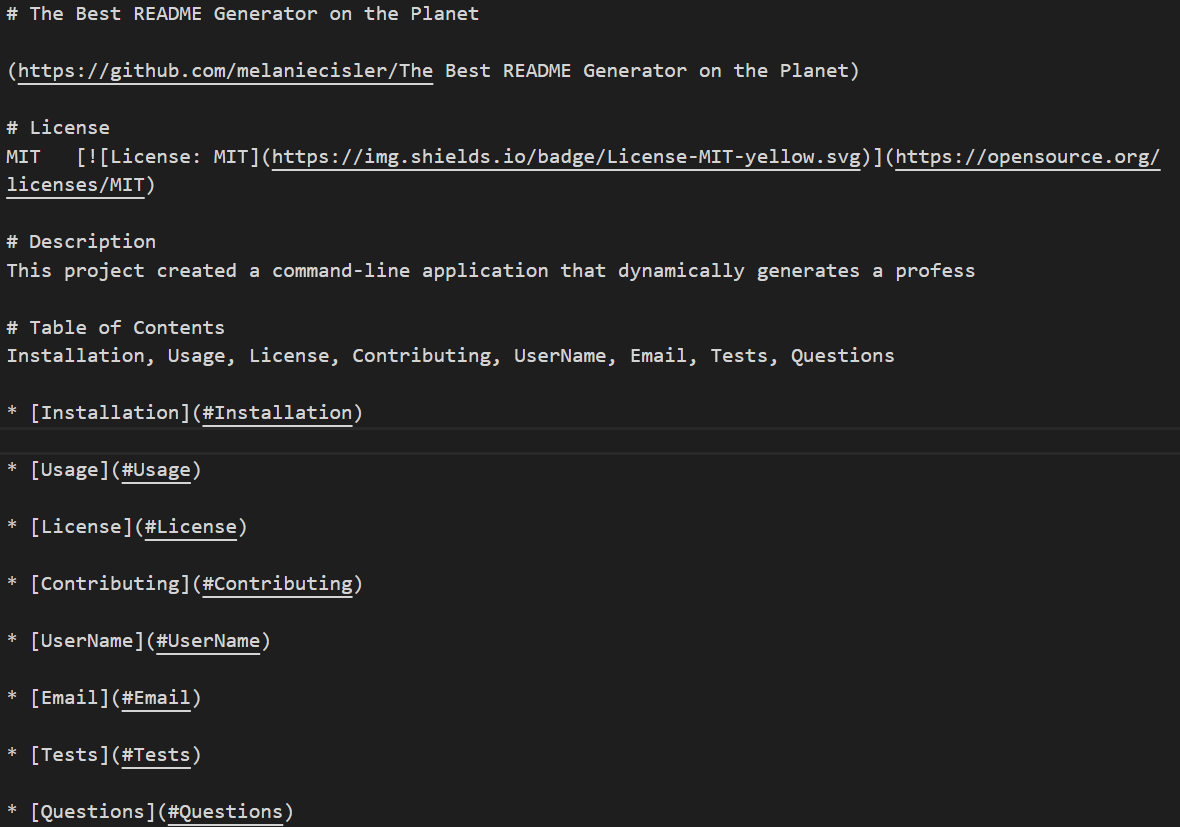 # The Best README Generator on the Planet
(https://github.com/melaniecisler/The Best README Generator on the Planet)
# License
MIT   [![License: MIT](https://img.shields.io/badge/License-MIT-yellow.svg)](https://opensource.org/
licenses/MIT)
# Description
This project created a command-line application that dynamically generates a profess
# Table of Contents
Installation, Usage, License, Contributing, UserName, Email, Tests, Questions
* [Installation](#Installation)
* [Usage](#Usage)
* [License](#License)
* [Contributing](#Contributing)
* [UserName](#UserName)
* [Email](#Email)
* [Tests](#Tests)
* [Questions](#Questions)